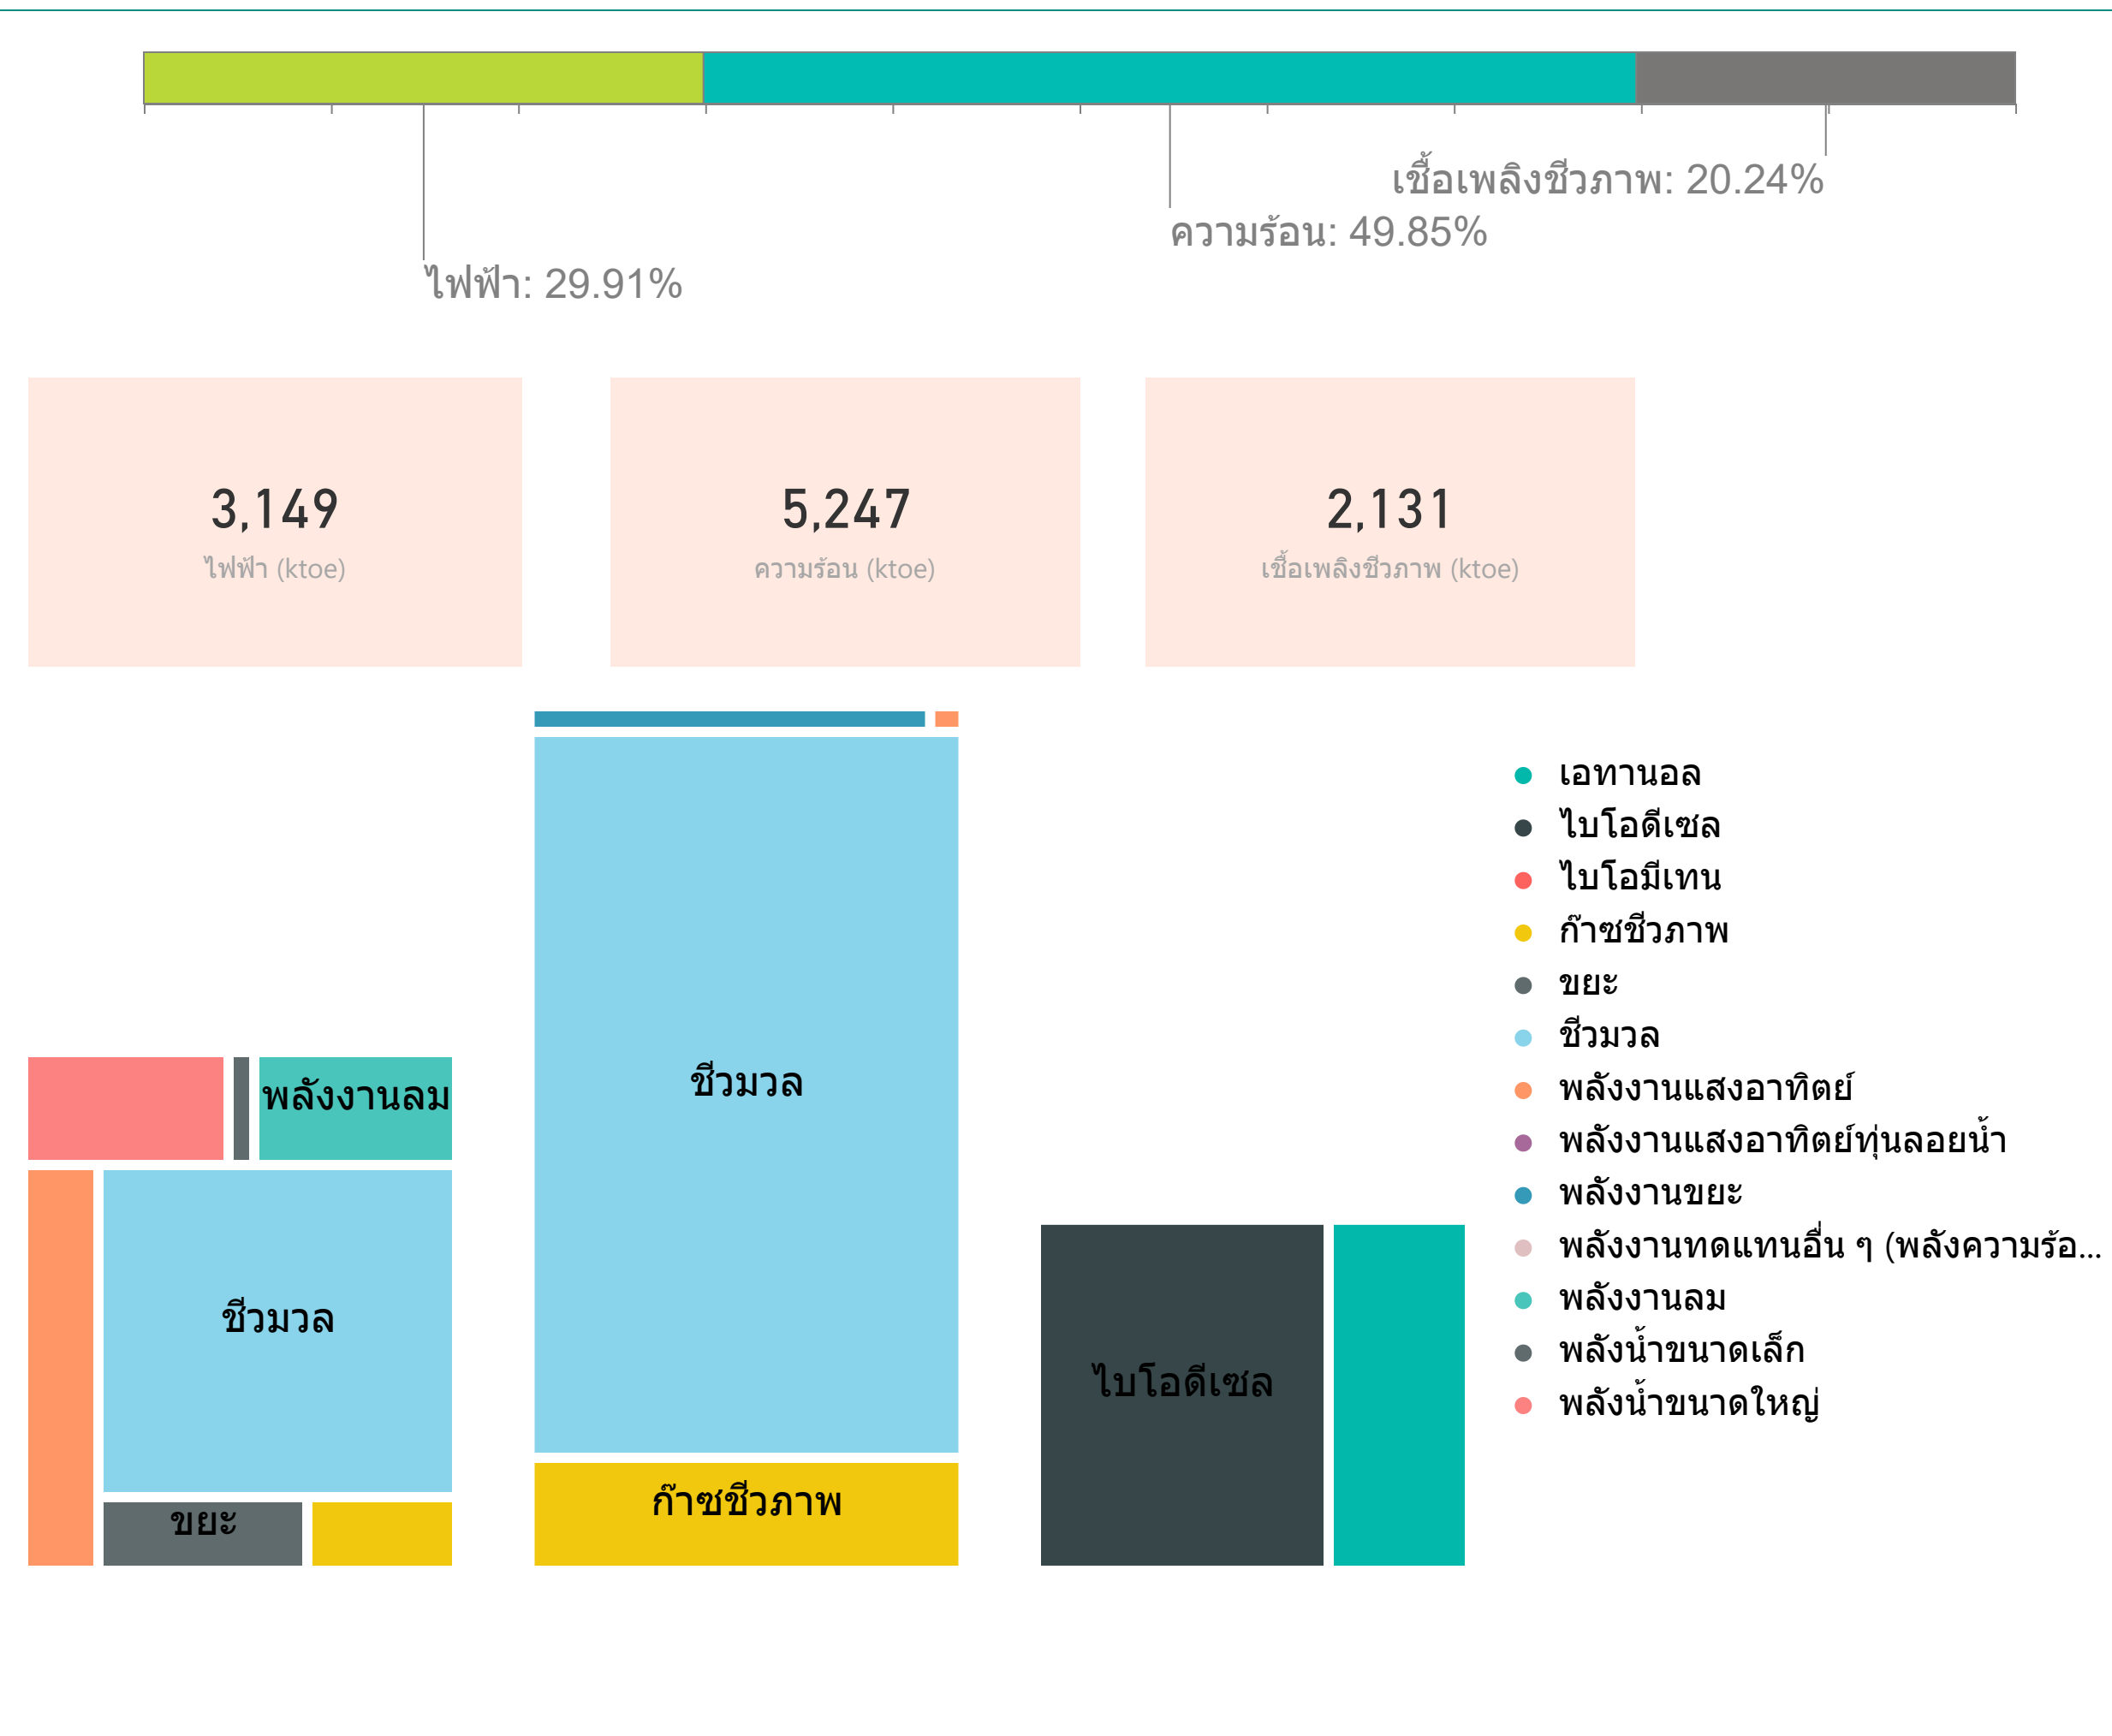 เชื้อเพลิงชีวภาพ: 20.24%
ความร้อน: 49.85%
ไฟฟ้า: 29.91%
3,149
ไฟฟ้า (ktoe)
5,247
ความร้อน (ktoe)
2,131
เชื้อเพลิงชีวภาพ (ktoe)
พลังงานลม
ชีวมวล
ขยะ
ชีวมวล
ก๊าซชีวภาพ
ไบโอดีเซล
เอทานอล
ไบโอดีเซล
ไบโอมีเทน
ก๊าซชีวภาพ
ขยะ
ชีวมวล
พลังงานแสงอาทิตย์
พลังงานแสงอาทิตย์ทุ่นลอยน้ำ
พลังงานขยะ
พลังงานทดแทนอื่น ๆ (พลังความร้อ...
พลังงานลม
พลังน้ำขนาดเล็ก
พลังน้ำขนาดใหญ่